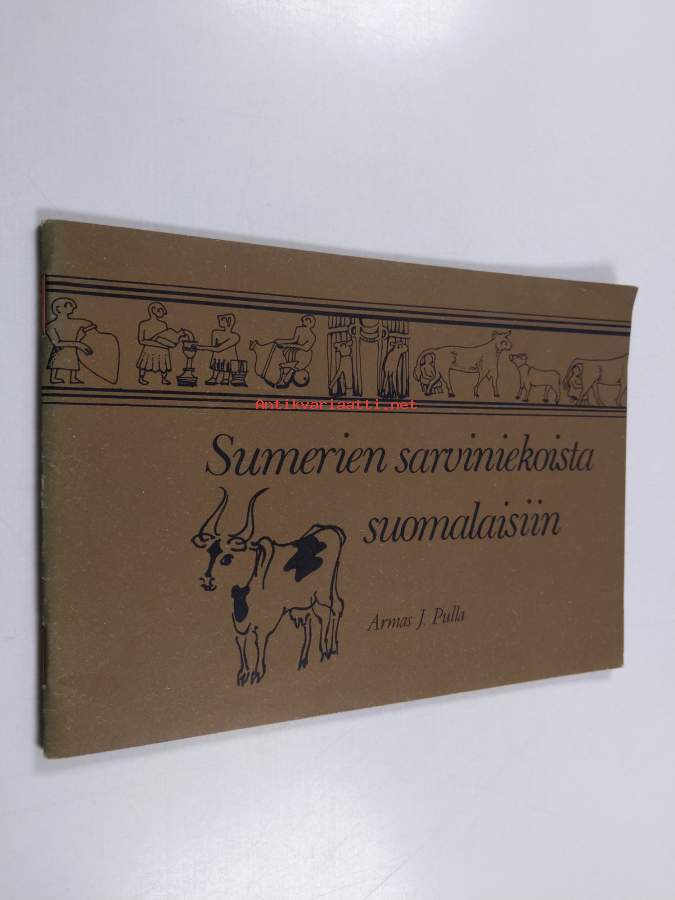 Antikvariaatti.net
Sumerien sarviniekoista
suomalaisiin
Armas J. Pulla